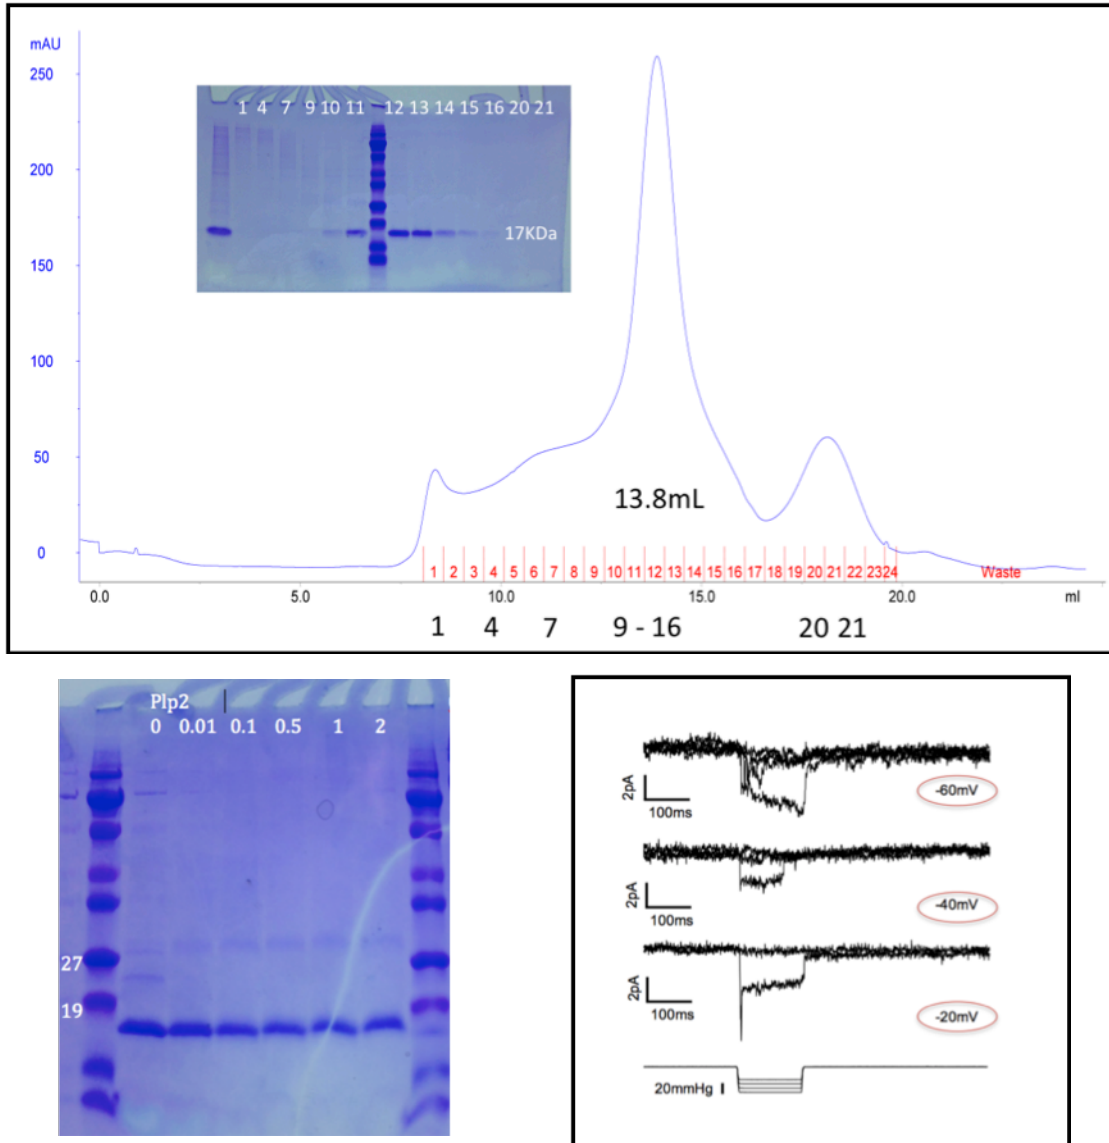 mAU
250
200
150
100
50
0
1 4 7 9 10 11 12 13 14 15 16 20 21
17KDa
13.8mL
1 2 3 4 5 6 7 8 9 10 11 12 13 14 15 16 17 18 19 20 21 22 23 24 Waste
0.0 5.0 10.0 15.0 20.0 ml
1 4 7 9 - 16 20 21
Plp2
0 0.01 0.1 0.5 1 2
27
19
2pA
100ms
-60mV
2pA
100ms
-40mV
2pA
100ms
-20mV
20mmHg